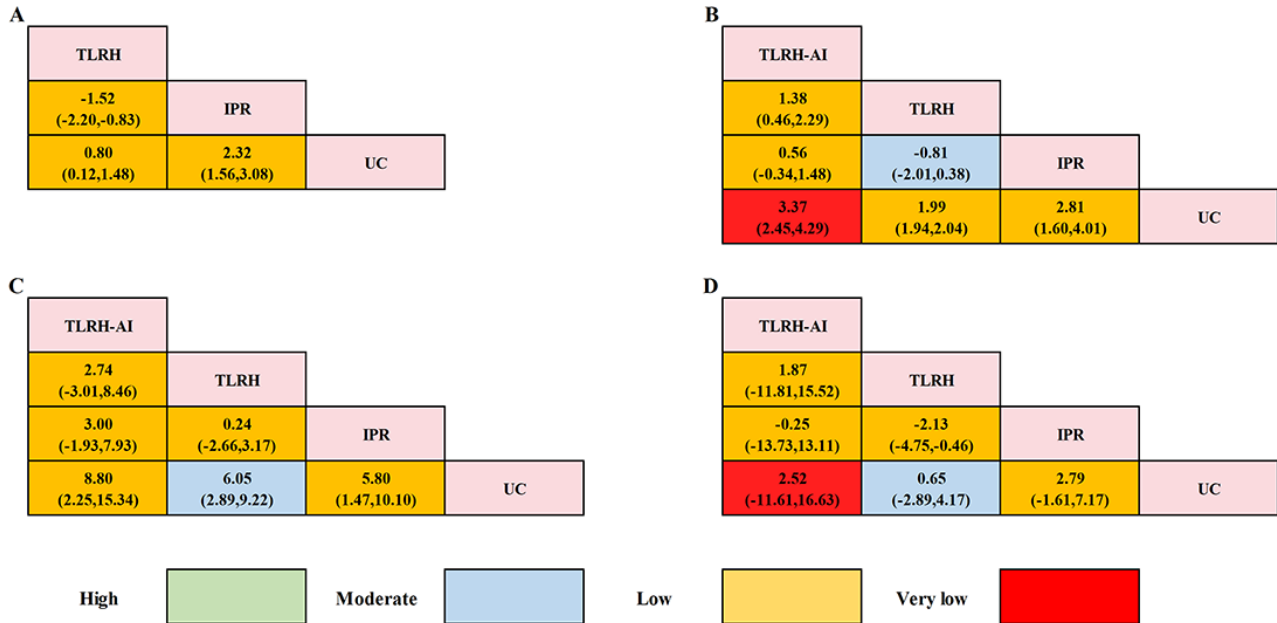 A
TLRH
-1.52
(-2.20,-0.83)
IPR
0.80
(0.12,1.48)
2.32
(1.56,3.08)
UC
B
TLRH-AI
1.38
(0.46,2.29)
TLRH
0.56
(-0.34,1.48)
-0.81
(-2.01,0.38)
IPR
3.37
(2.45,4.29)
1.99
(1.94,2.04)
2.81
(1.60,4.01)
UC
C
TLRH-AI
2.74
(-3.01,8.46)
TLRH
3.00
(-1.93,7.93)
0.24
(-2.66,3.17)
IPR
8.80
(2.25,15.34)
6.05
(2.89,9.22)
5.80
(1.47,10.10)
UC
D
TLRH-AI
1.87
(-11.81,15.52)
TLRH
-0.25
(-13.73,13.11)
-2.13
(-4.75,-0.46)
IPR
2.52
(-11.61,16.63)
0.65
(-2.89,4.17)
2.79
(-1.61,7.17)
UC
High
Moderate
Low
Very low